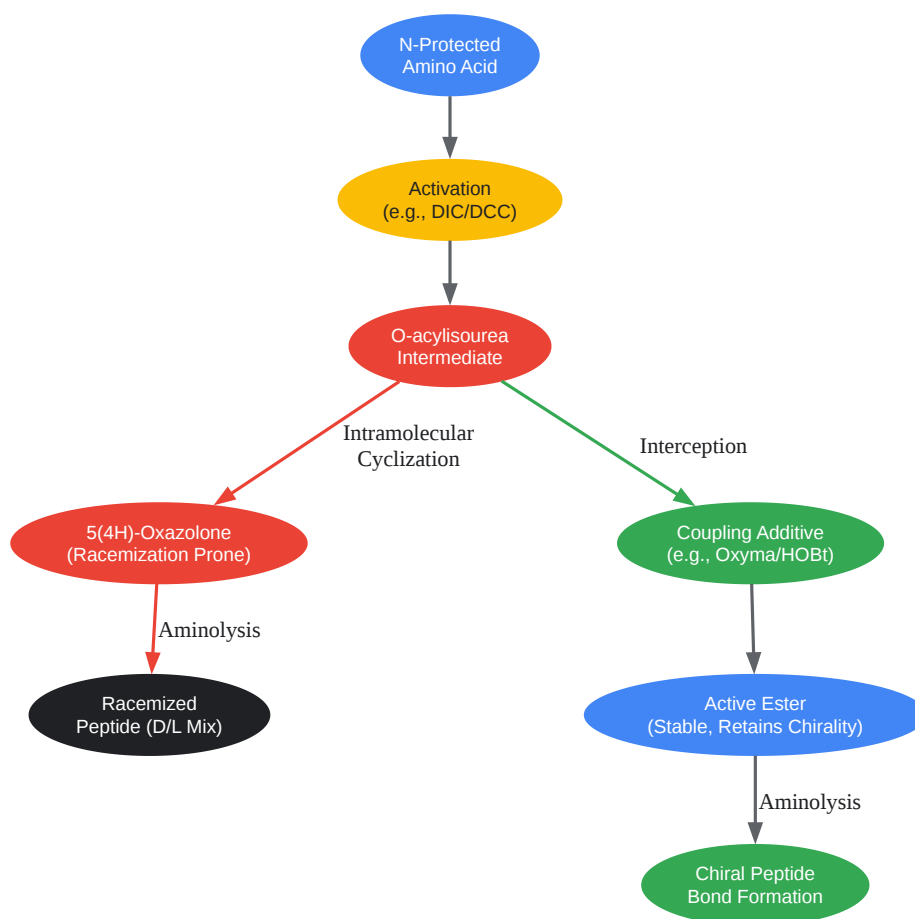 N-Protected
Amino Acid
Activation
(e.g., DIC/DCC)
O-acylisourea
Intermediate
Intramolecular
Cyclization
Interception
5(4H)-Oxazolone
(Racemization Prone)
Coupling Additive
(e.g., Oxyma/HOBt)
Aminolysis
Racemized
Peptide (D/L Mix)
Active Ester
(Stable, Retains Chirality)
Aminolysis
Chiral Peptide
Bond Formation